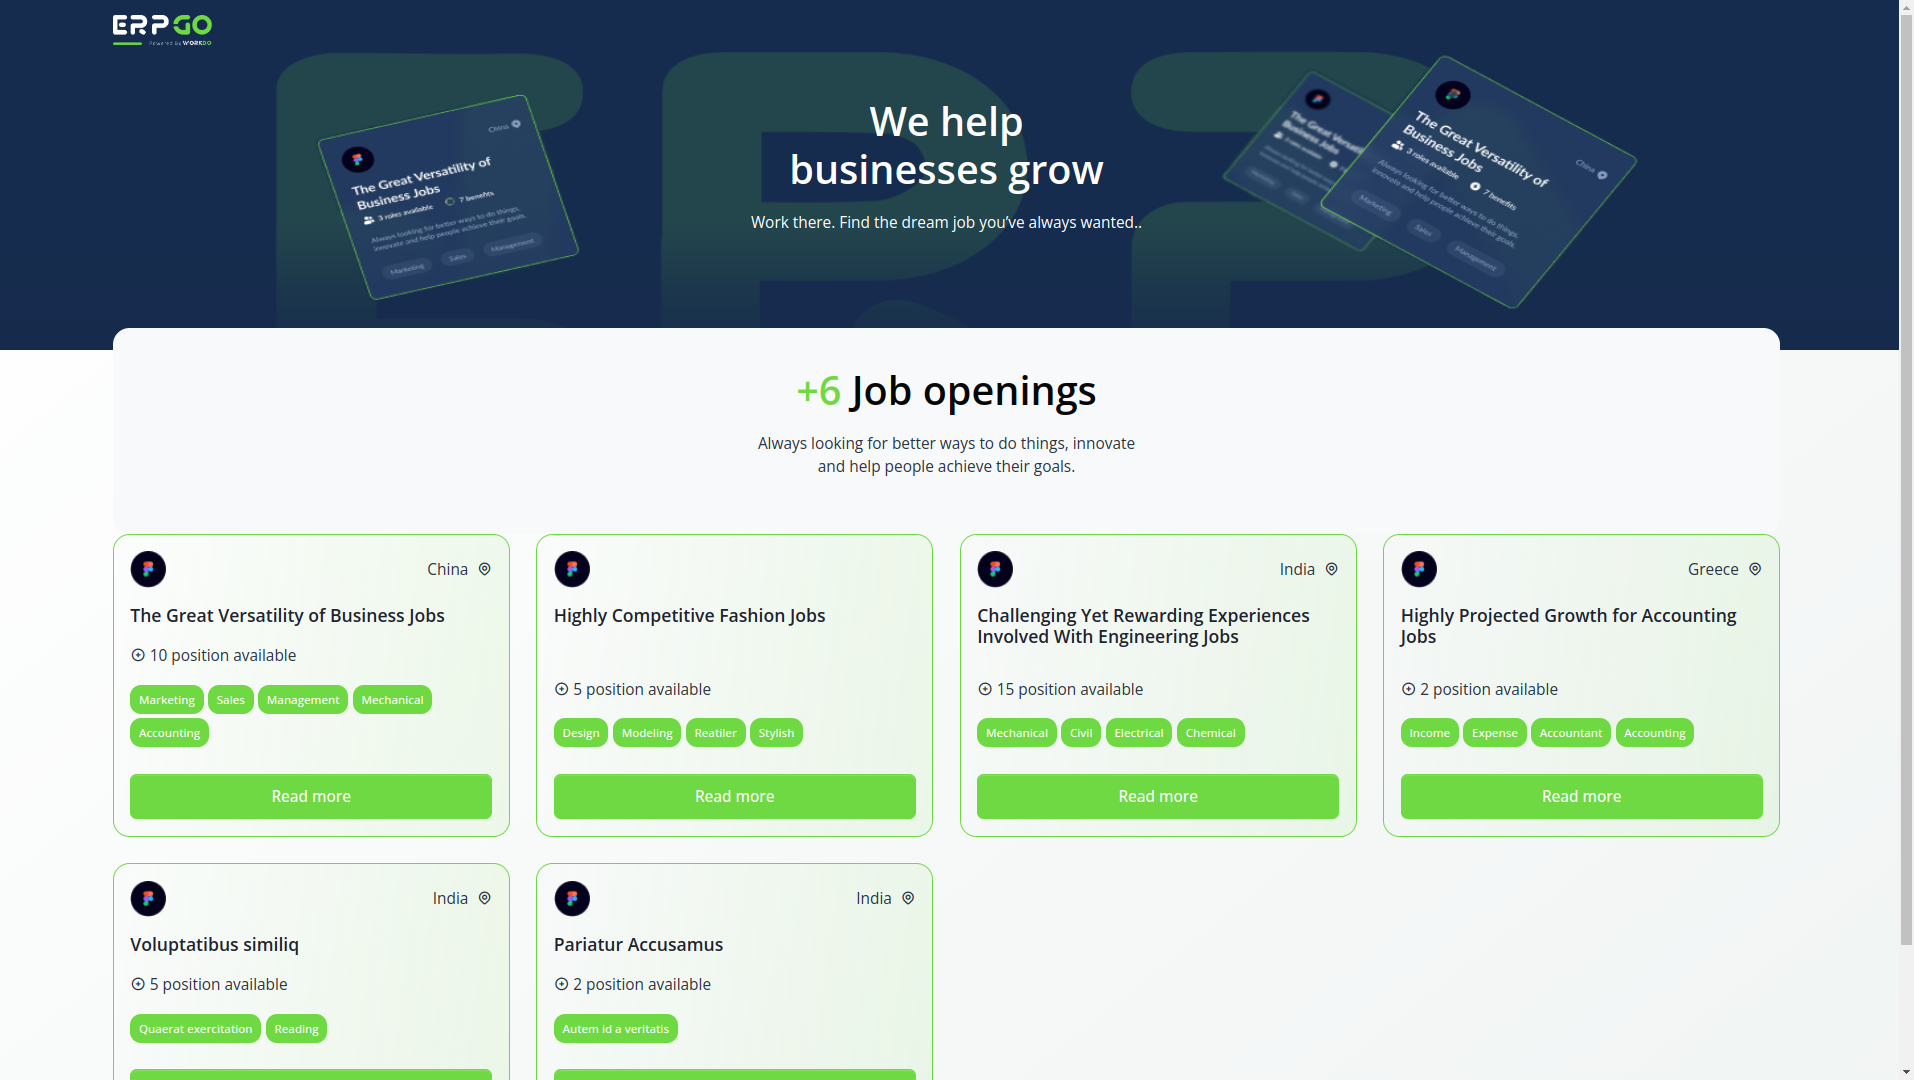 ERPGO
Powered By WORKDO
China
The Great Versatility of
Business Jobs
3 roles available
7 benefits
Always looking for better ways to do things,
innovate and help people achieve their goals.
Marketing
Sales
Management
We help
businesses grow
Work there. Find the dream job you’ve always wanted..
The Great Versatility of
Business Jobs
China
3 roles available
7 benefits
Always looking for better ways to do things,
innovate and help people achieve their goals.
Marketing
Sales
Management
+6 Job openings
Always looking for better ways to do things, innovate
and help people achieve their goals.
China
The Great Versatility of Business Jobs
10 position available
Marketing Sales Management Mechanical
Accounting
Read more
Highly Competitive Fashion Jobs
5 position available
Design Modeling Reatiler Stylish
Read more
India
Challenging Yet Rewarding Experiences
Involved With Engineering Jobs
15 position available
Mechanical Civil Electrical Chemical
Read more
Greece
Highly Projected Growth for Accounting
Jobs
2 position available
Income Expense Accountant Accounting
Read more
India
Voluptatibus similiq
5 position available
Quaerat exercitation Reading
India
Pariatur Accusamus
2 position available
Autem id a veritatis